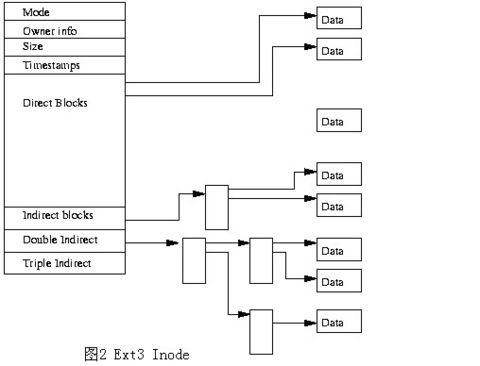 Mode
Owner info
Size
Timestamps
Direct Blocks
Indirect blocks
Double Indirect
Triple Indirect
Data
Data
Data
Data
Data
Data
Data
Data
图2 Ext3 Inode